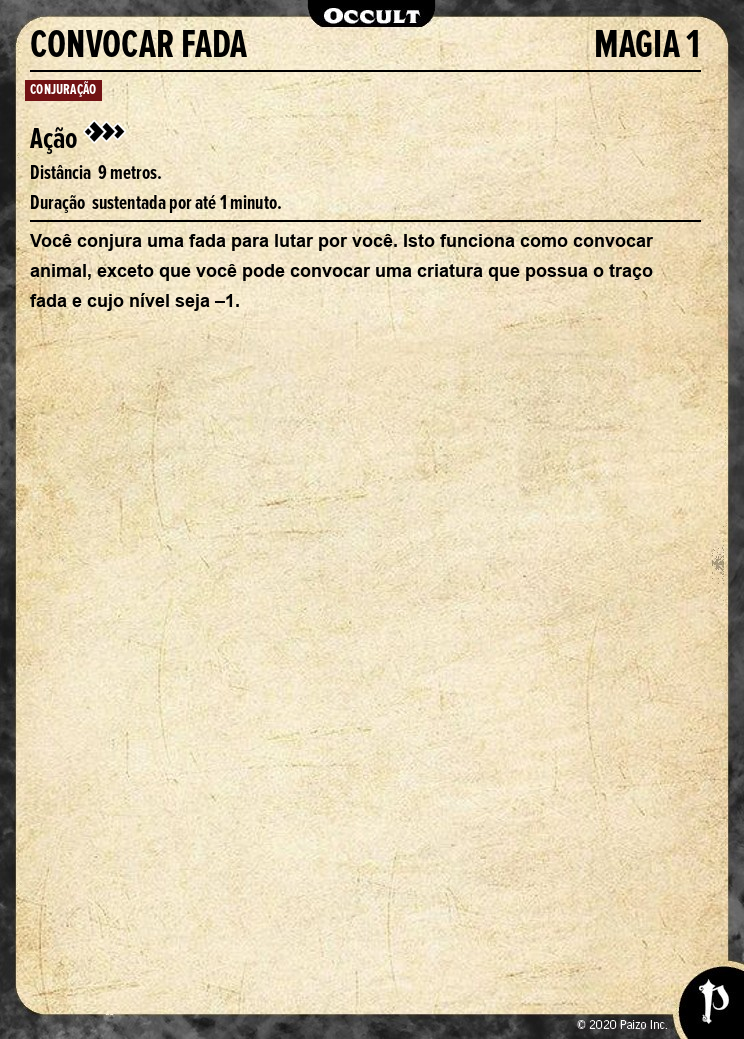 OCCULT
CONVOCAR FADA MAGIA 1
CONJURAÇÃO
Ação
Distância 9 metros.
Duração sustentada por até 1 minuto.
Você conjura uma fada para lutar por você. Isto funciona como convocar
animal, exceto que você pode convocar uma criatura que possua o traço
fada e cujo nível seja –1.
© 2020 Paizo Inc.